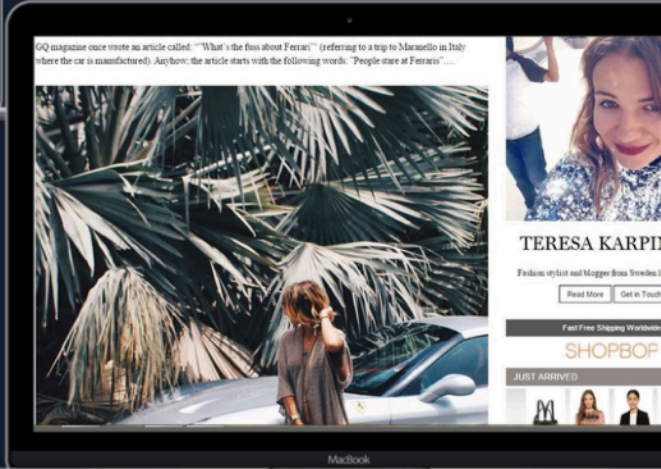 GQ magazine once wrote an article called: “"What`s the fuss about Ferrari"“ (referring to a trip to Maranello in Italy
where the car is manufactured). Anyhow; the article starts with the following words: "People stare at Ferraris"….
TERESA KARPIN
Fashion stylist and blogger from Sweden
Read More
Get in Touch
Fast Free Shipping Worldwide
SHOPBOP
JUST ARRIVED
MacBook